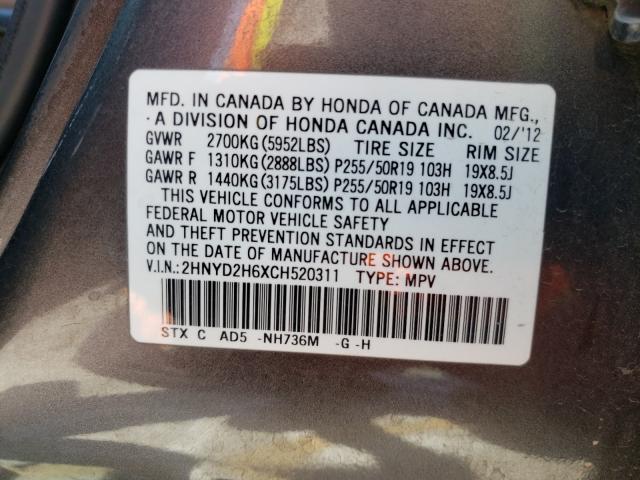 MFD. IN CANADA BY HONDA OF CANADA MFG.,
A DIVISION OF HONDA CANADA INC. 02/'12
GVWR 2700KG(5952LBS) TIRE SIZE RIM SIZE
GAWR F 1310KG(2888LBS) P255/50R19 103H 19X8.5J
GAWR R 1440KG(3175LBS) P255/50R19 103H 19X8.5J
THIS VEHICLE CONFORMS TO ALL APPLICABLE
FEDERAL MOTOR VEHICLE SAFETY
AND THEFT PREVENTION STANDARDS IN EFFECT
ON THE DATE OF MANUFACTURE SHOWN ABOVE.
V.I.N.:2HNYD2H6XCH520311 TYPE: MPV
STX C AD5 -NH736M -G -H